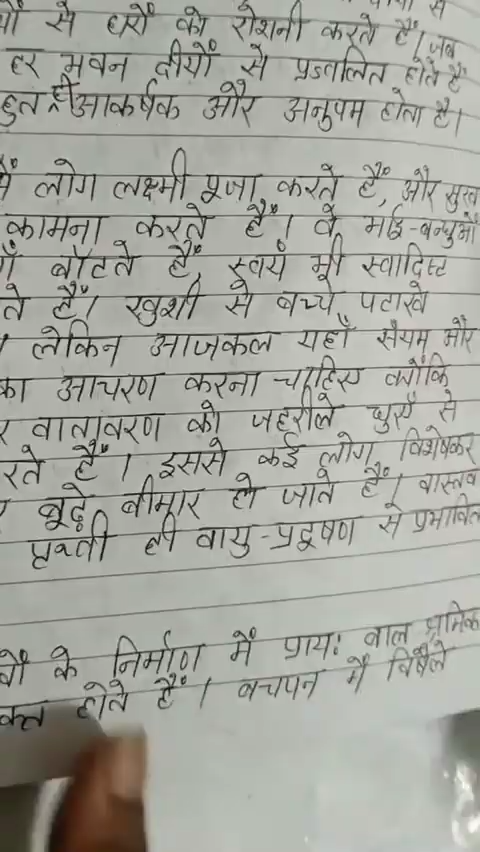 से घरों को रोशनी करते हैं, जब
हर भवन दीयों से प्रज्वलित होते हैं
ही आकर्षक और अनुपम होता है।
लोग लक्ष्मी पूजा करते हैं, और सुख
कामना करते हैं। वे भाई-बन्धुओं
बाँटते हैं, स्वयं भी स्वादिष्ट
हैं। खुशी से बच्चे पटाखे
लेकिन आजकल यहाँ सैयम और
का आचरण करना चाहिए क्योंकि
वातावरण को जहरीले धुएँ से
हैं। इससे कई लोग, विशेषकर
बूढ़े बीमार हो जाते हैं। वास्तव
पृथ्वी ही वायु-प्रदूषण से प्रभावित
के निर्माण में प्राय: बाल श्रमिक
होते हैं। बचपन में विषैले